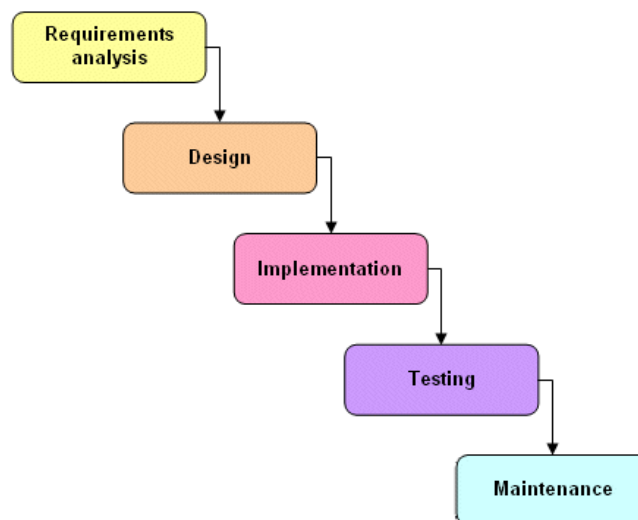 Requirements
analysis
Design
Implementation
Testing
Maintenance